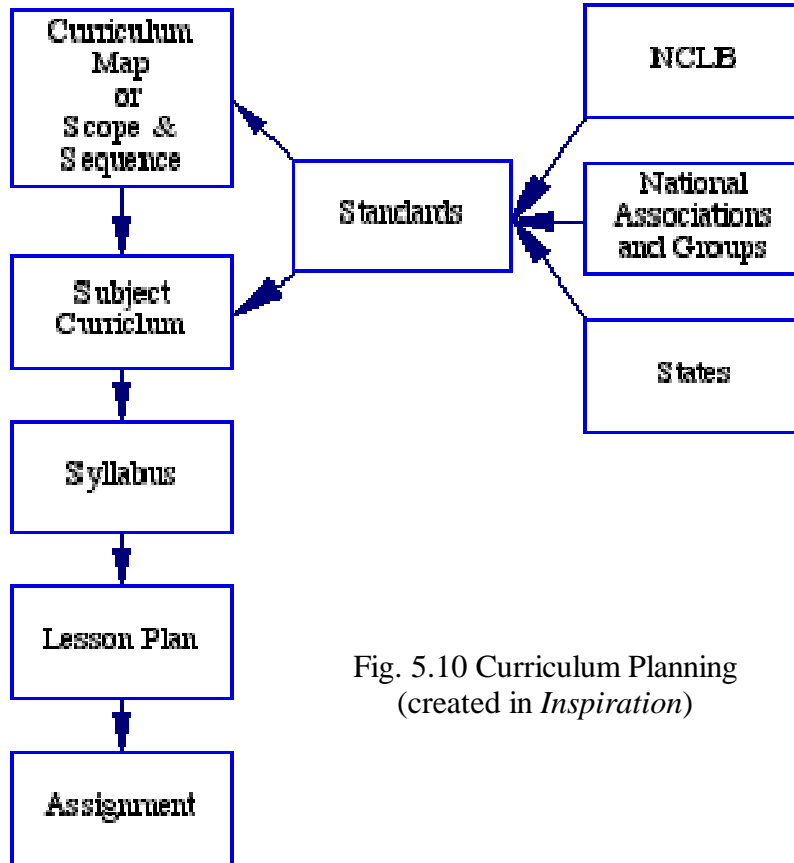 Curriculum
Map
or
Scope &
Sequence
NCLB
Standards
National
Associations
and Groups
Subject
Curriclum
States
Syllabus
Lesson Plan
Fig. 5.10 Curriculum Planning
(created in Inspiration)
Assignment